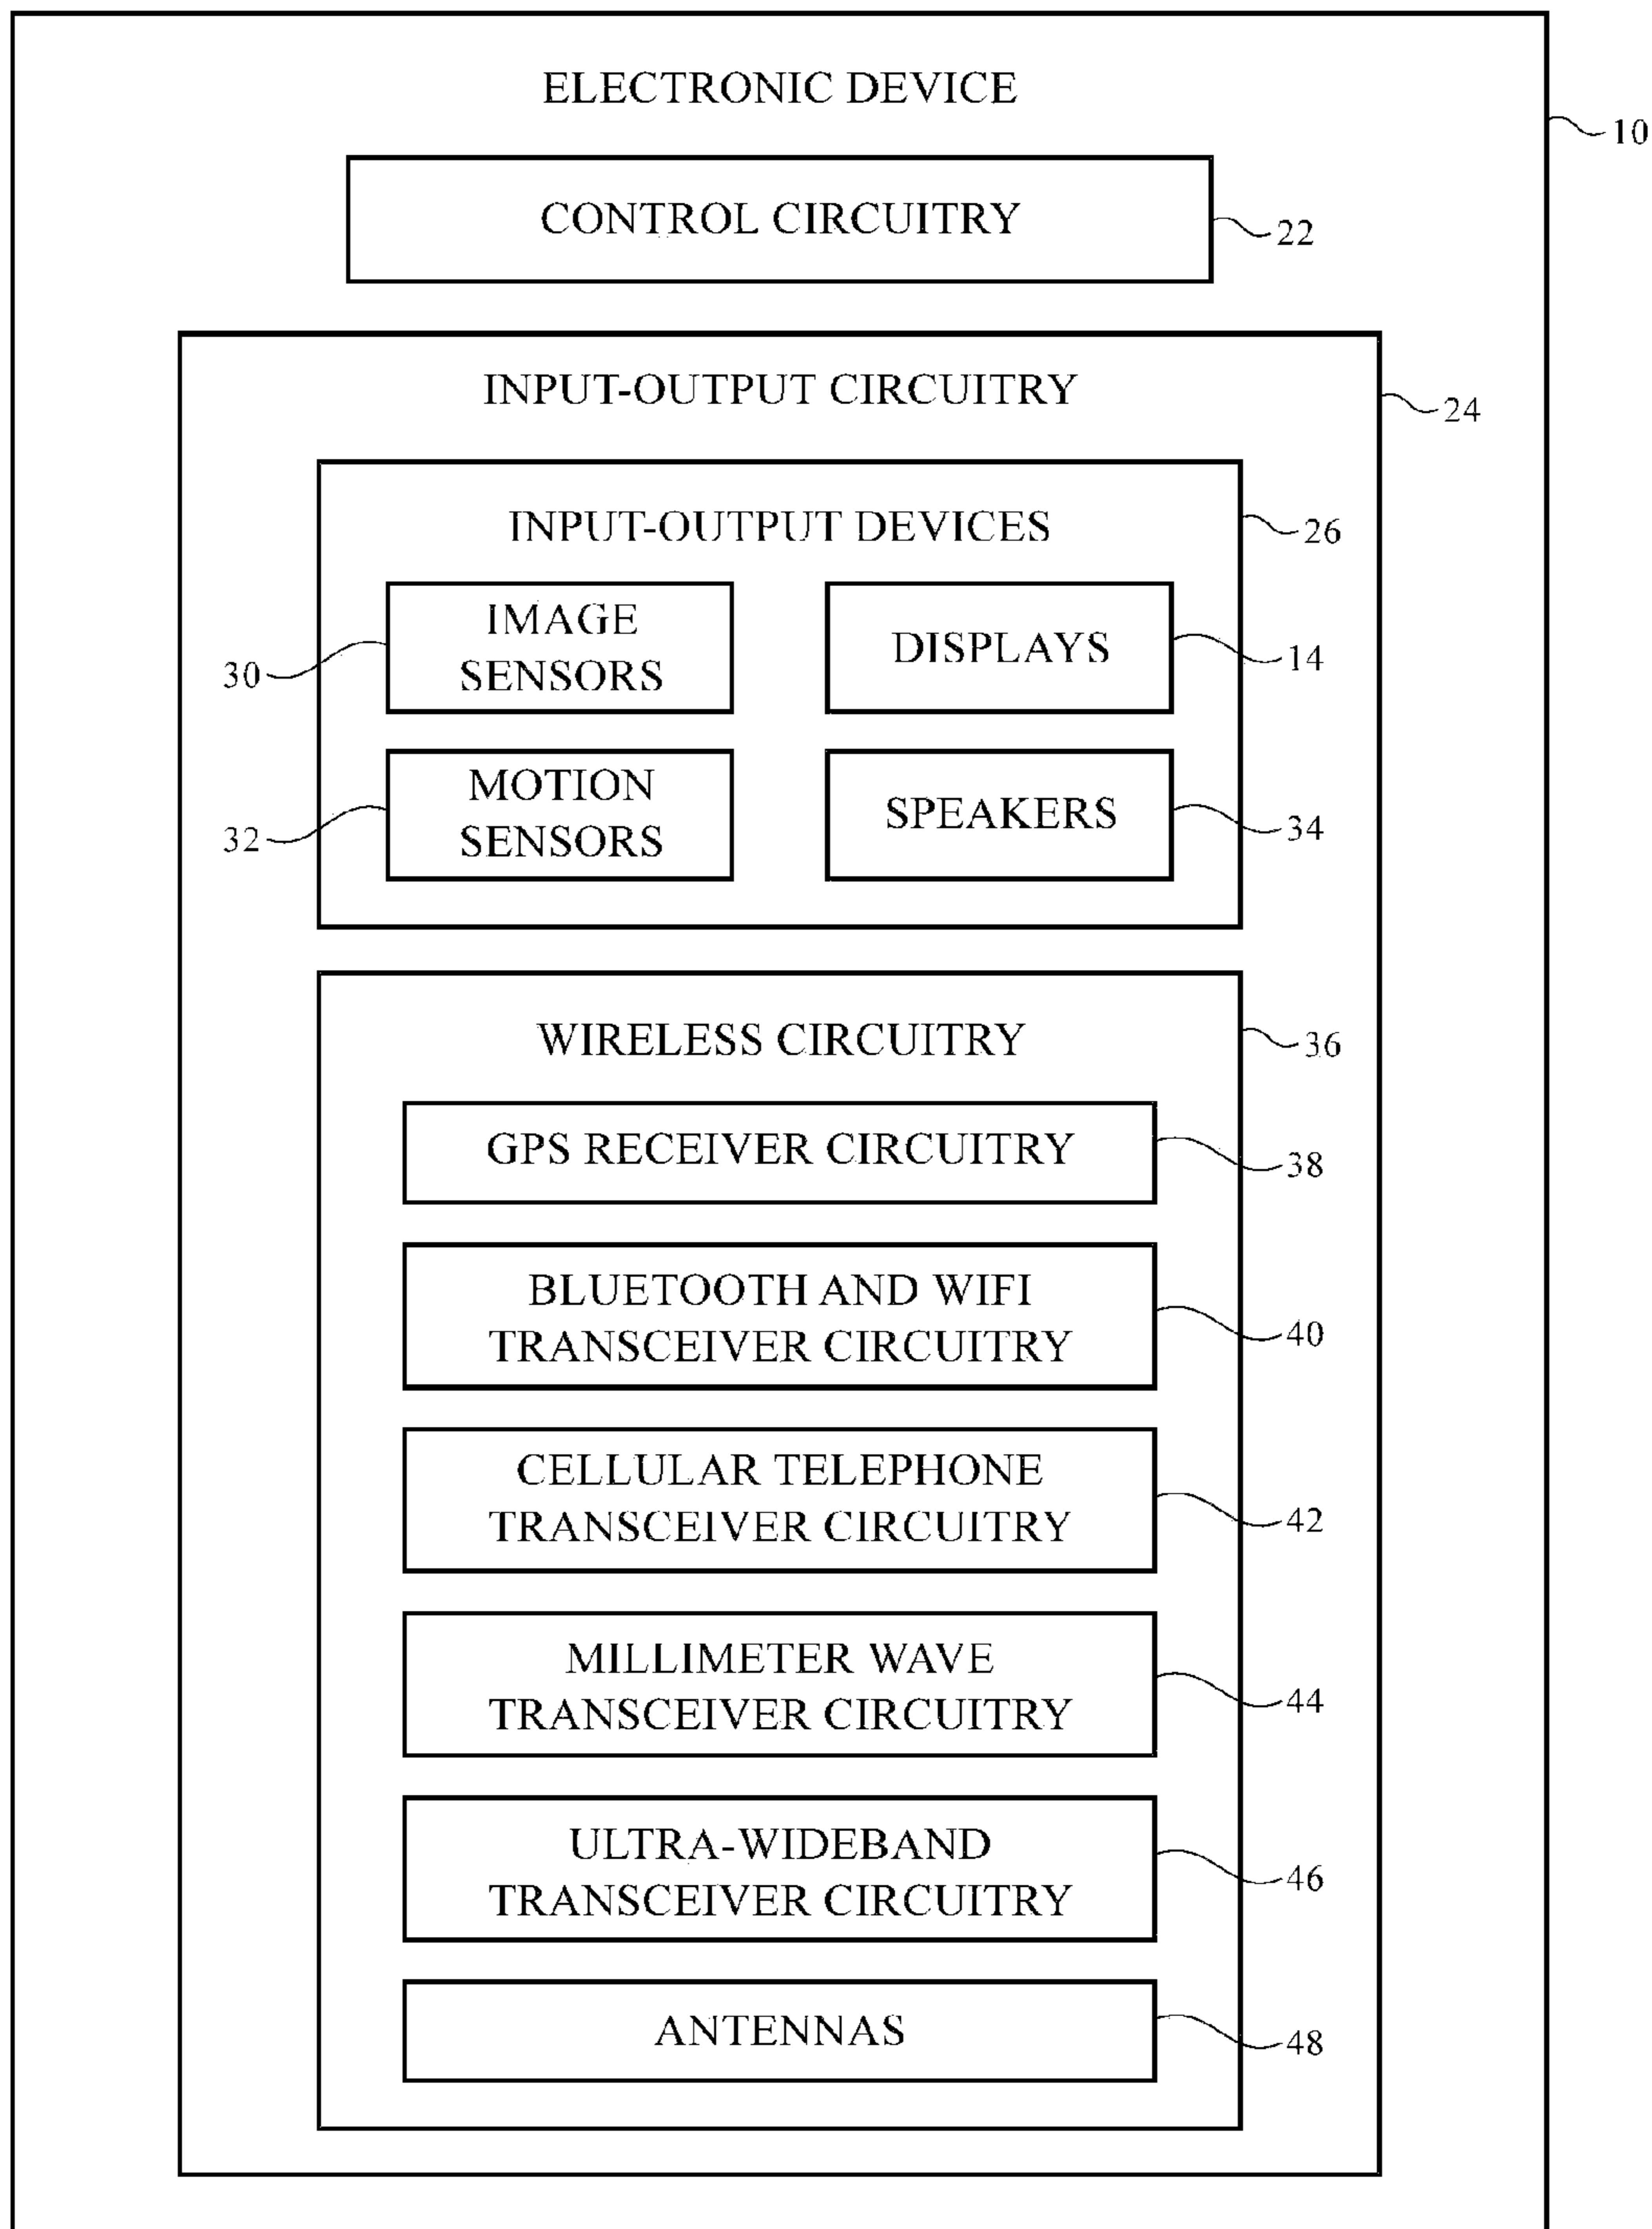 ELECTRONIC DEVICE
10
CONTROL CIRCUITRY
22
INPUT-OUTPUT CIRCUITRY
24
INPUT-OUTPUT DEVICES
26
IMAGE
SENSORS
30
DISPLAYS
14
MOTION
SENSORS
32
SPEAKERS
34
WIRELESS CIRCUITRY
36
GPS RECEIVER CIRCUITRY
38
BLUETOOTH AND WIFI
TRANSCEIVER CIRCUITRY
40
CELLULAR TELEPHONE
TRANSCEIVER CIRCUITRY
42
MILLIMETER WAVE
TRANSCEIVER CIRCUITRY
44
ULTRA-WIDEBAND
TRANSCEIVER CIRCUITRY
46
ANTENNAS
48